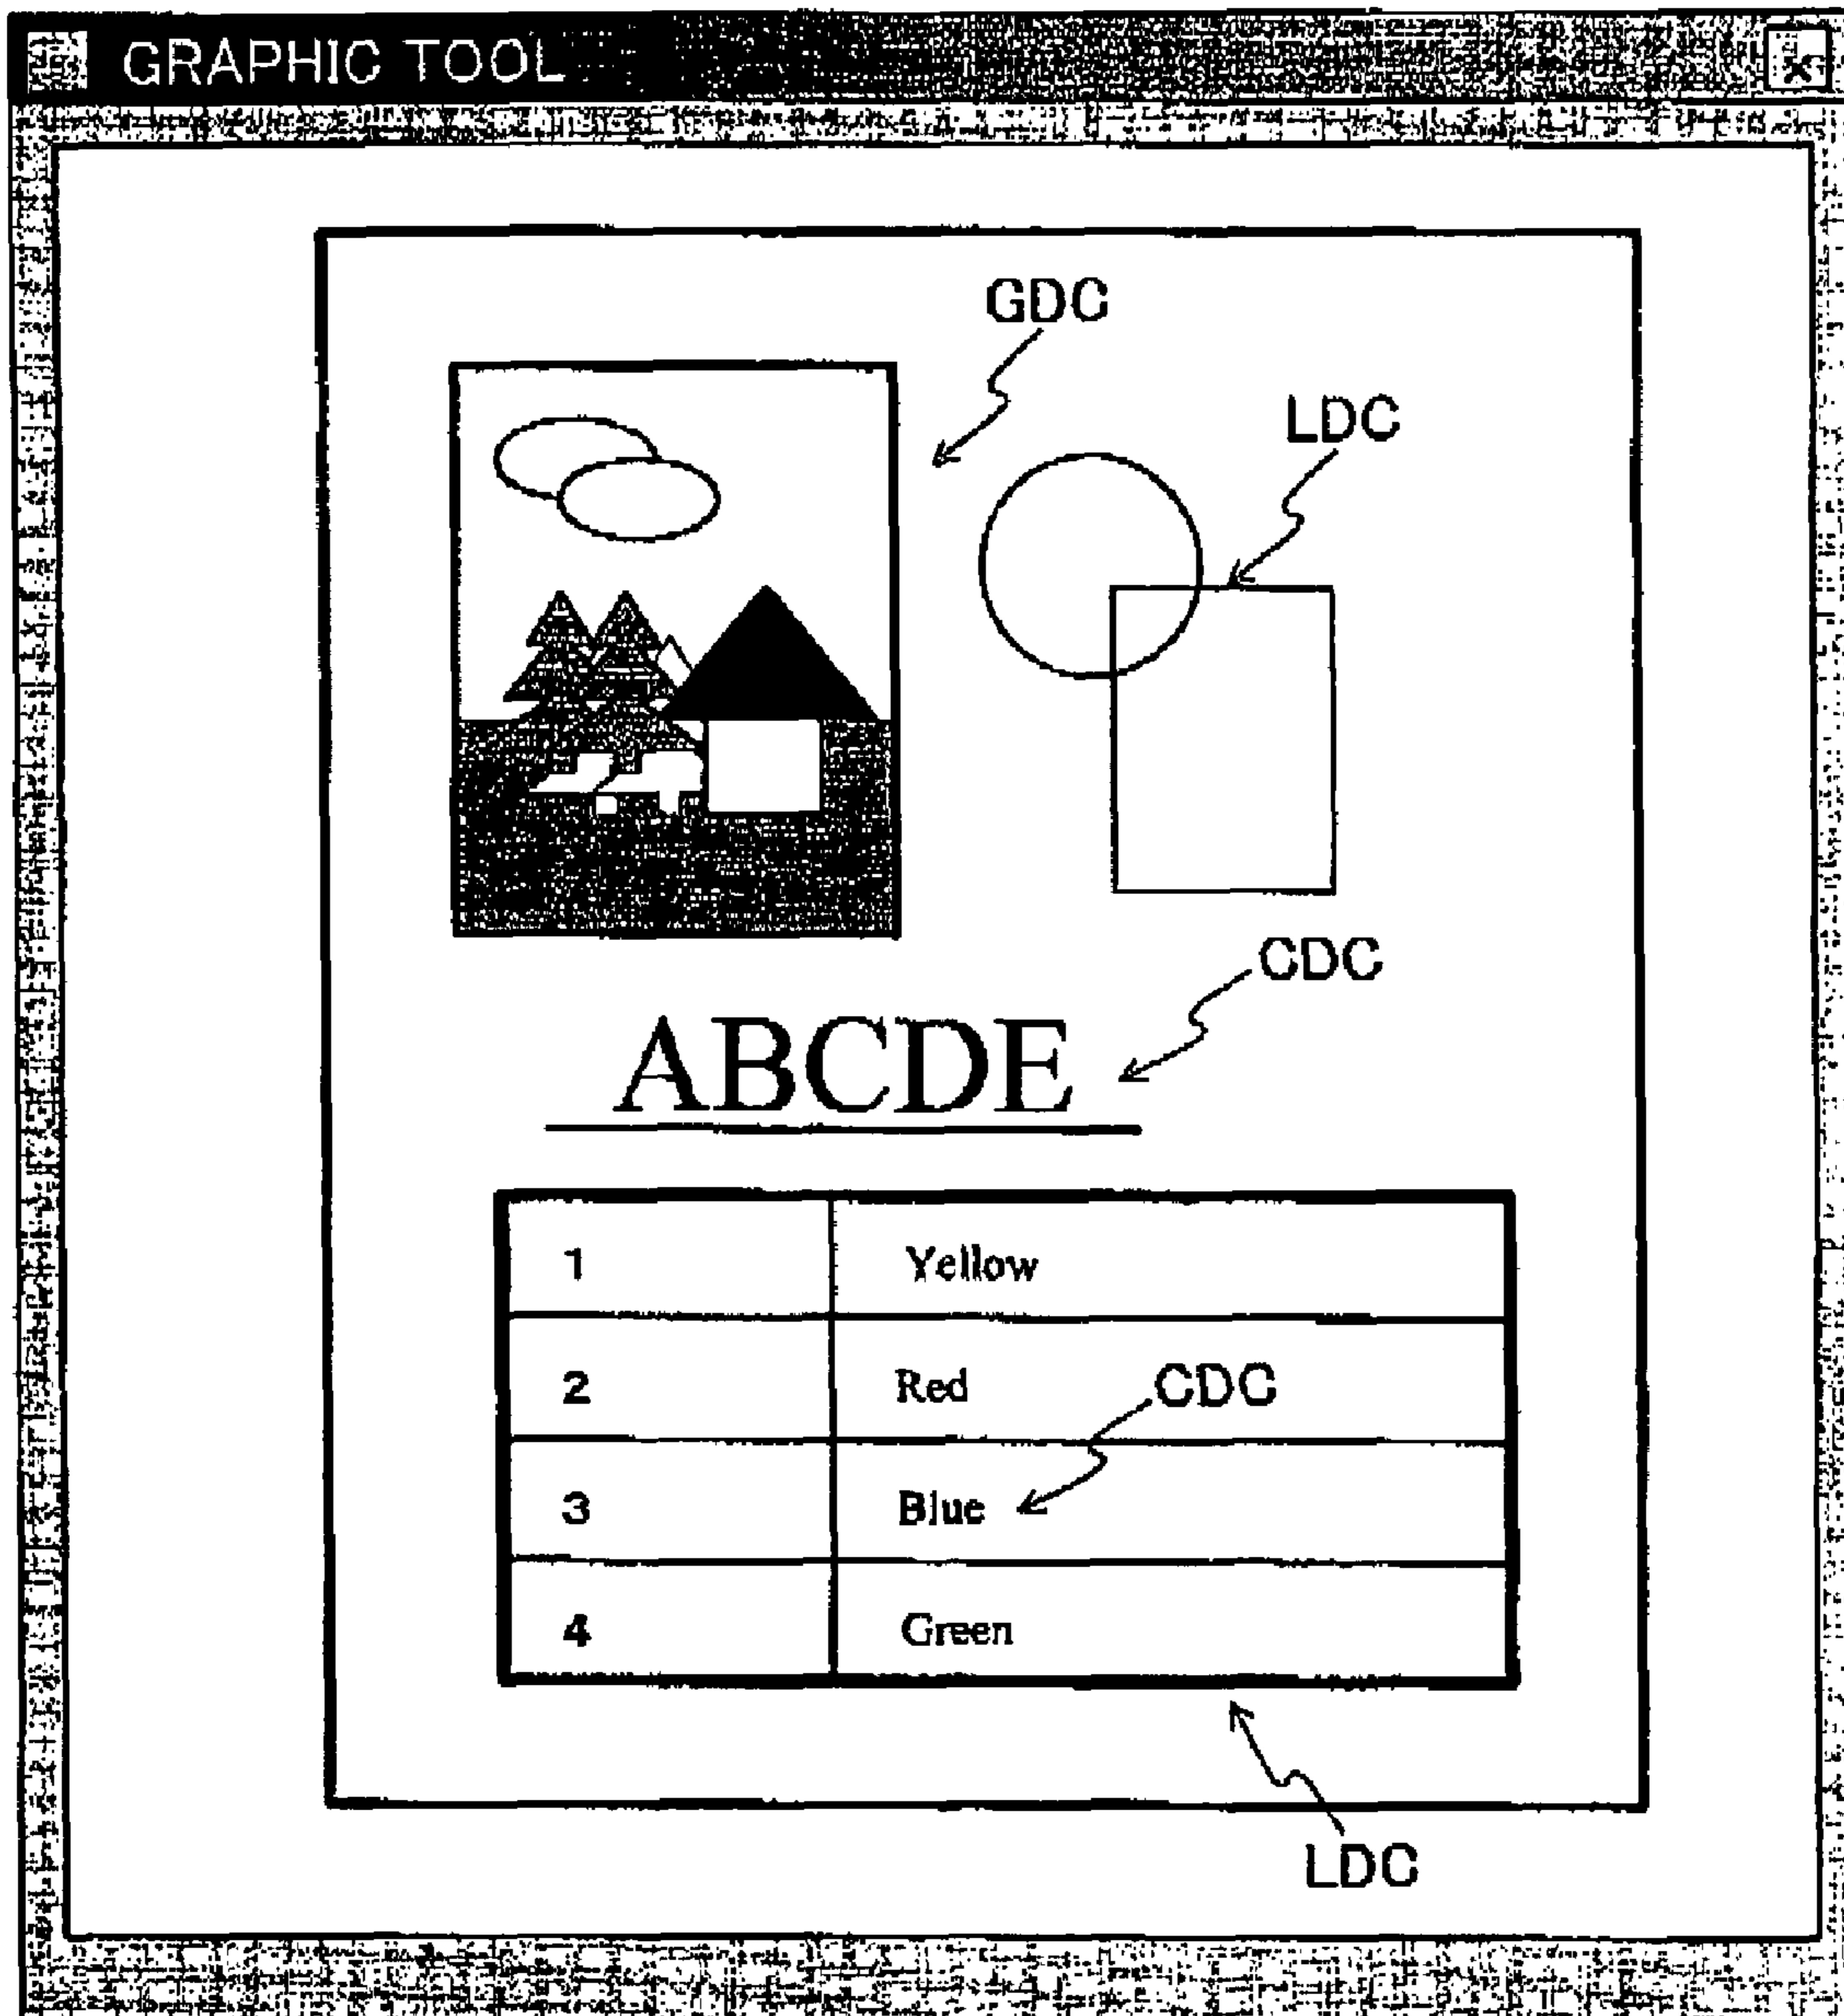 GRAPHIC TOOL
x
GDC
LDC
CDC
ABCDE
1 Yellow
2 Red CDC
3 Blue
4 Green
LDC